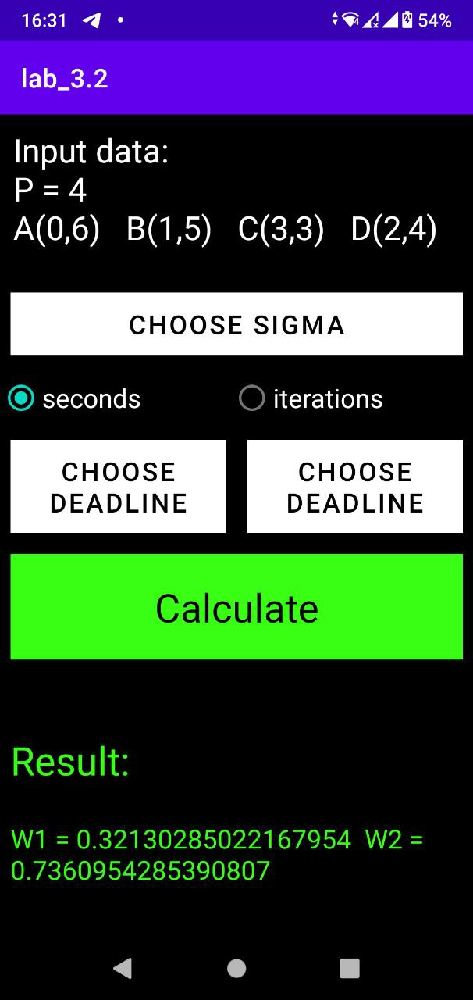 16:31 54%
lab_3.2
Input data:
P = 4
A(0,6) B(1,5) C(3,3) D(2,4)
CHOOSE SIGMA
seconds iterations
CHOOSE DEADLINE
CHOOSE DEADLINE
Calculate
Result:
W1 = 0.32130285022167954 W2 =
0.7360954285390807